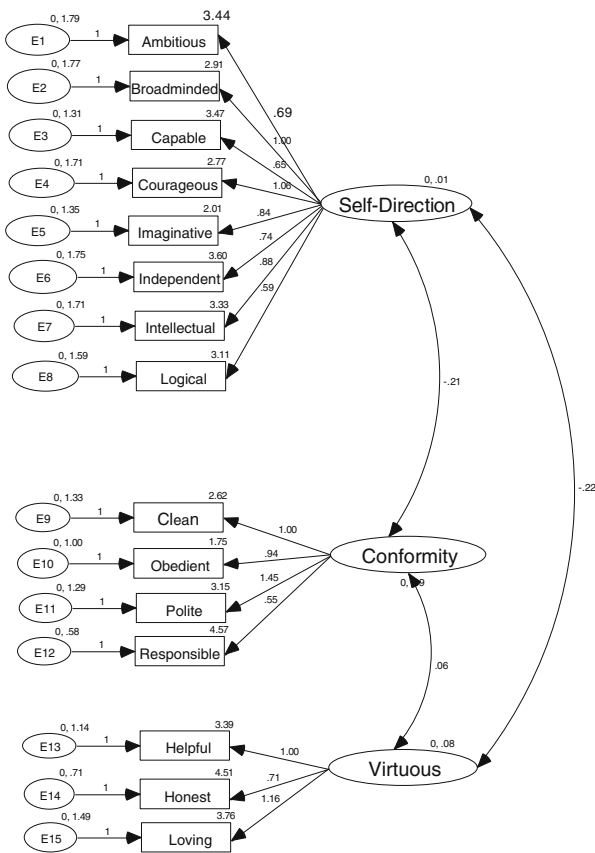 0, 1.79
3.44
E1
1
Ambitious
0, 1.77
2.91
E2
1
Broadminded
.69
0, 1.31
3.47
E3
1
Capable
1.00
.65
0, 1.71
2.77
E4
1
Courageous
1.06
0, .01
Self-Direction
0, 1.35
2.01
E5
1
Imaginative
.84
.74
0, 1.75
3.60
E6
1
Independent
.88
.59
0, 1.71
3.33
E7
1
Intellectual
0, 1.59
3.11
E8
1
Logical
-.21
-.22
0, 1.33
2.62
E9
1
Clean
1.00
0, 1.00
1.75
E10
1
Obedient
.94
Conformity
0, 1.29
3.15
E11
1
Polite
1.45
.55
0, .58
4.57
E12
1
Responsible
.06
0, 1.14
3.39
E13
1
Helpful
1.00
0, .08
Virtuous
0, .71
4.51
E14
1
Honest
.71
1.16
0, 1.49
3.76
E15
1
Loving